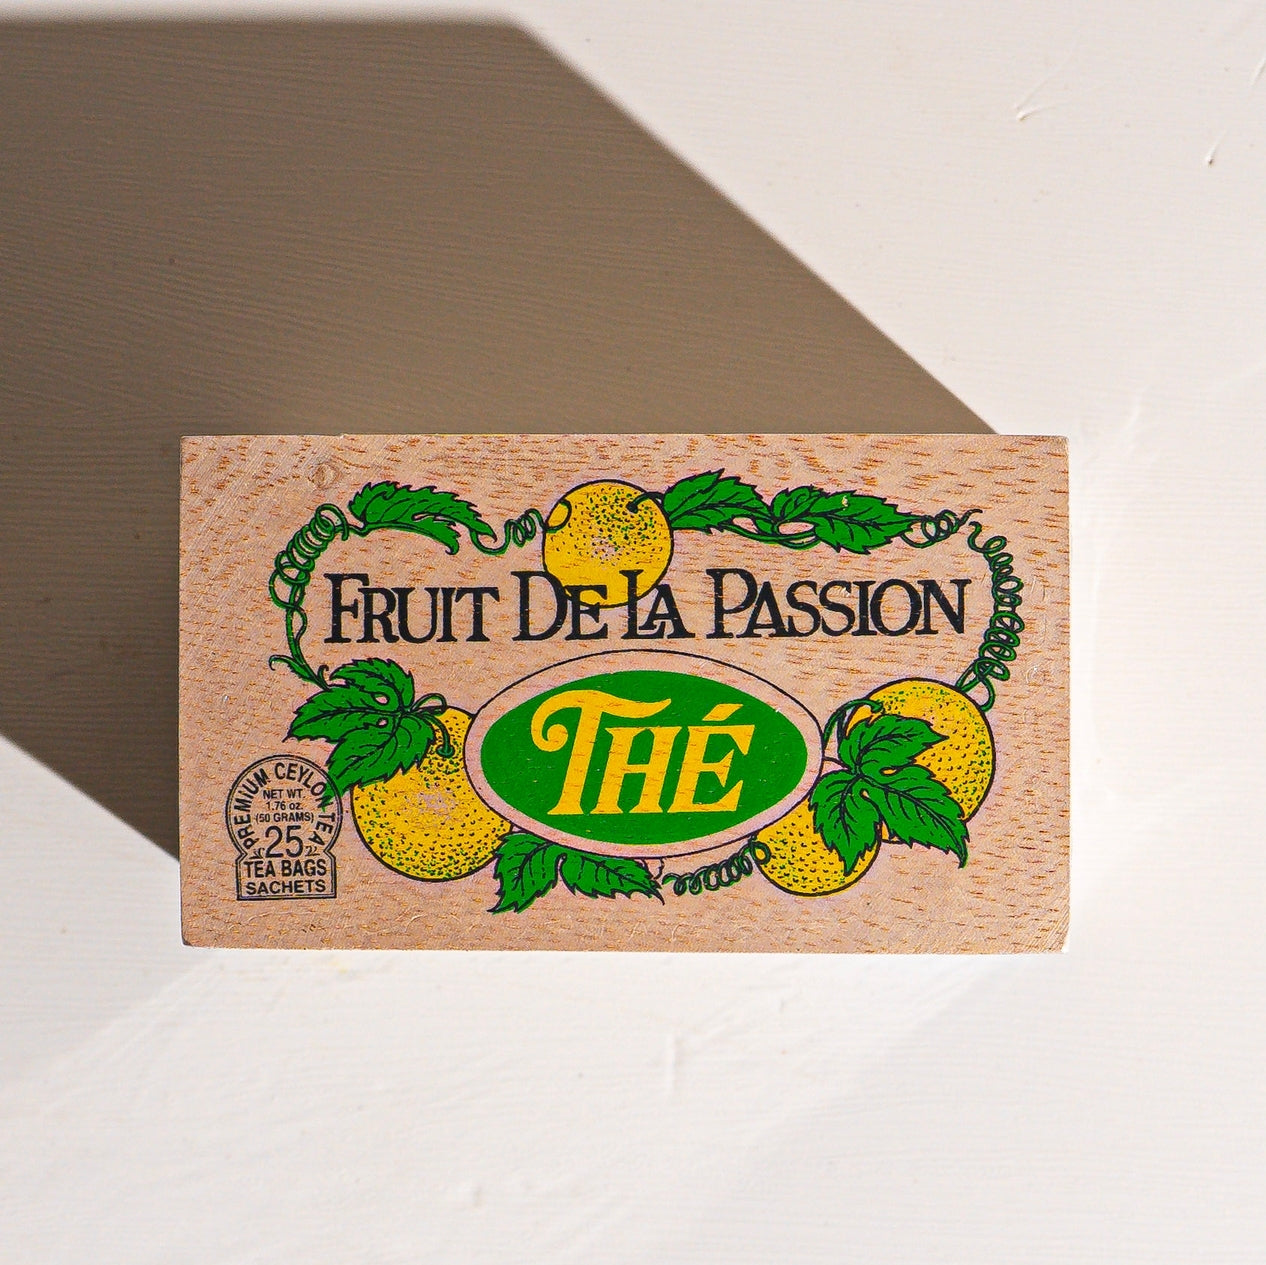 FRUIT DE LA PASSION
THÉ
PREMIUM CEYLON TEA
NET WT.
1.76 oz.
(50 GRAMS)
25
TEA BAGS
SACHETS